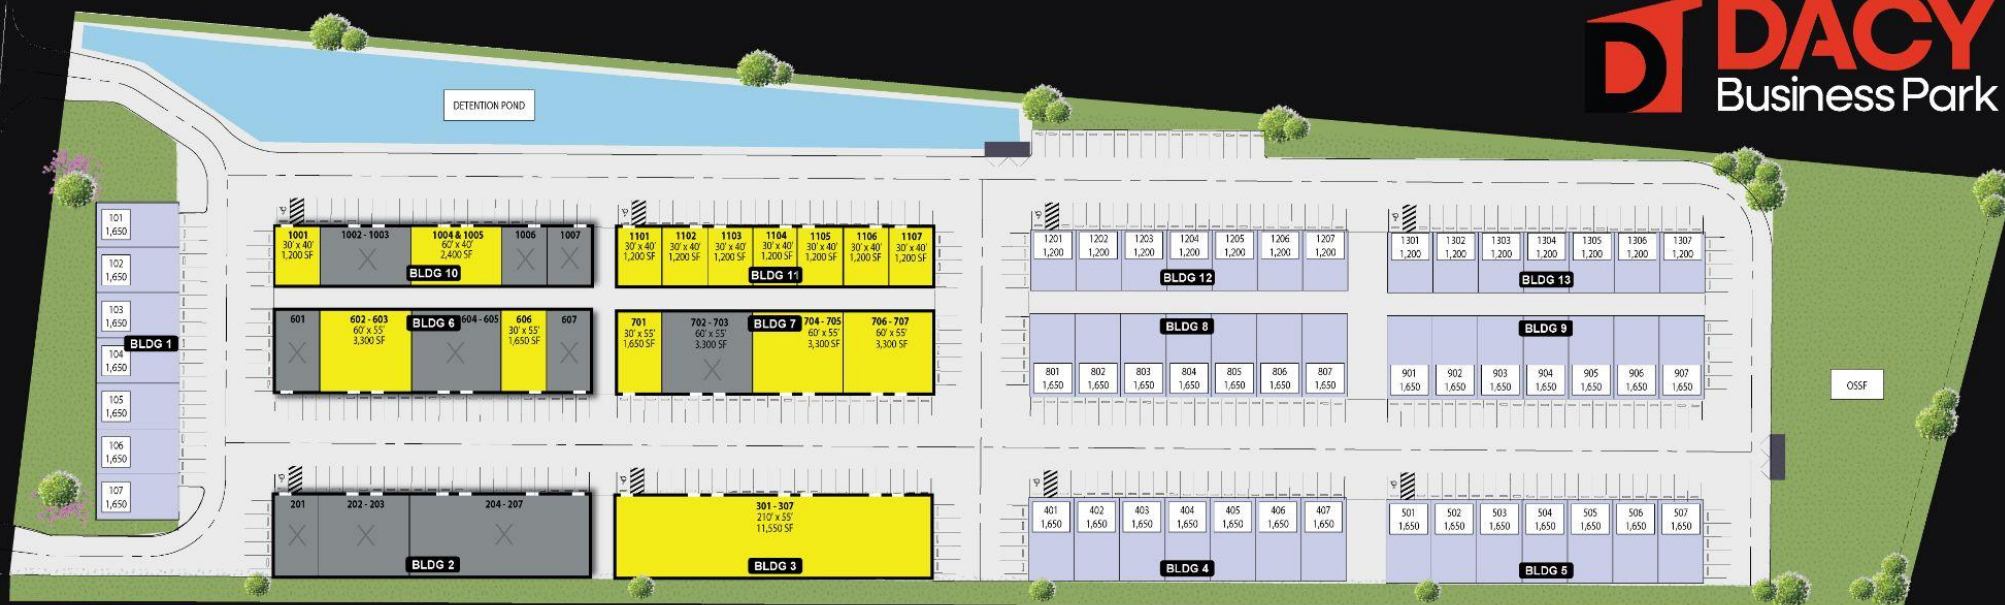 DACY
Business Park
DETENTION POND
101
1,650
102
1,650
103
1,650
104
1,650
105
1,650
106
1,650
107
1,650
BLDG 1
1001
30' x 40'
1,200 SF
1002 - 1003
X
1004 & 1005
60' x 40'
2,400 SF
1006
X
1007
X
BLDG 10
1101
30' x 40'
1,200 SF
1102
30' x 40'
1,200 SF
1103
30' x 40'
1,200 SF
1104
30' x 40'
1,200 SF
1105
30' x 40'
1,200 SF
1106
30' x 40'
1,200 SF
1107
30' x 40'
1,200 SF
BLDG 11
1201
1,200
1202
1,200
1203
1,200
1204
1,200
1205
1,200
1206
1,200
1207
1,200
BLDG 12
1301
1,200
1302
1,200
1303
1,200
1304
1,200
1305
1,200
1306
1,200
1307
1,200
BLDG 13
601
X
602 - 603
60' x 55'
3,300 SF
BLDG 6
604 - 605
X
606
30' x 55'
1,650 SF
607
X
701
30' x 55'
1,650 SF
702 - 703
60' x 55'
3,300 SF
X
BLDG 7
704 - 705
60' x 55'
3,300 SF
706 - 707
60' x 55'
3,300 SF
BLDG 8
801
1,650
802
1,650
803
1,650
804
1,650
805
1,650
806
1,650
807
1,650
BLDG 9
901
1,650
902
1,650
903
1,650
904
1,650
905
1,650
906
1,650
907
1,650
OSSF
201
X
202 - 203
X
204 - 207
X
BLDG 2
301 - 307
210' x 55'
11,550 SF
BLDG 3
401
1,650
402
1,650
403
1,650
404
1,650
405
1,650
406
1,650
407
1,650
BLDG 4
501
1,650
502
1,650
503
1,650
504
1,650
505
1,650
506
1,650
507
1,650
BLDG 5